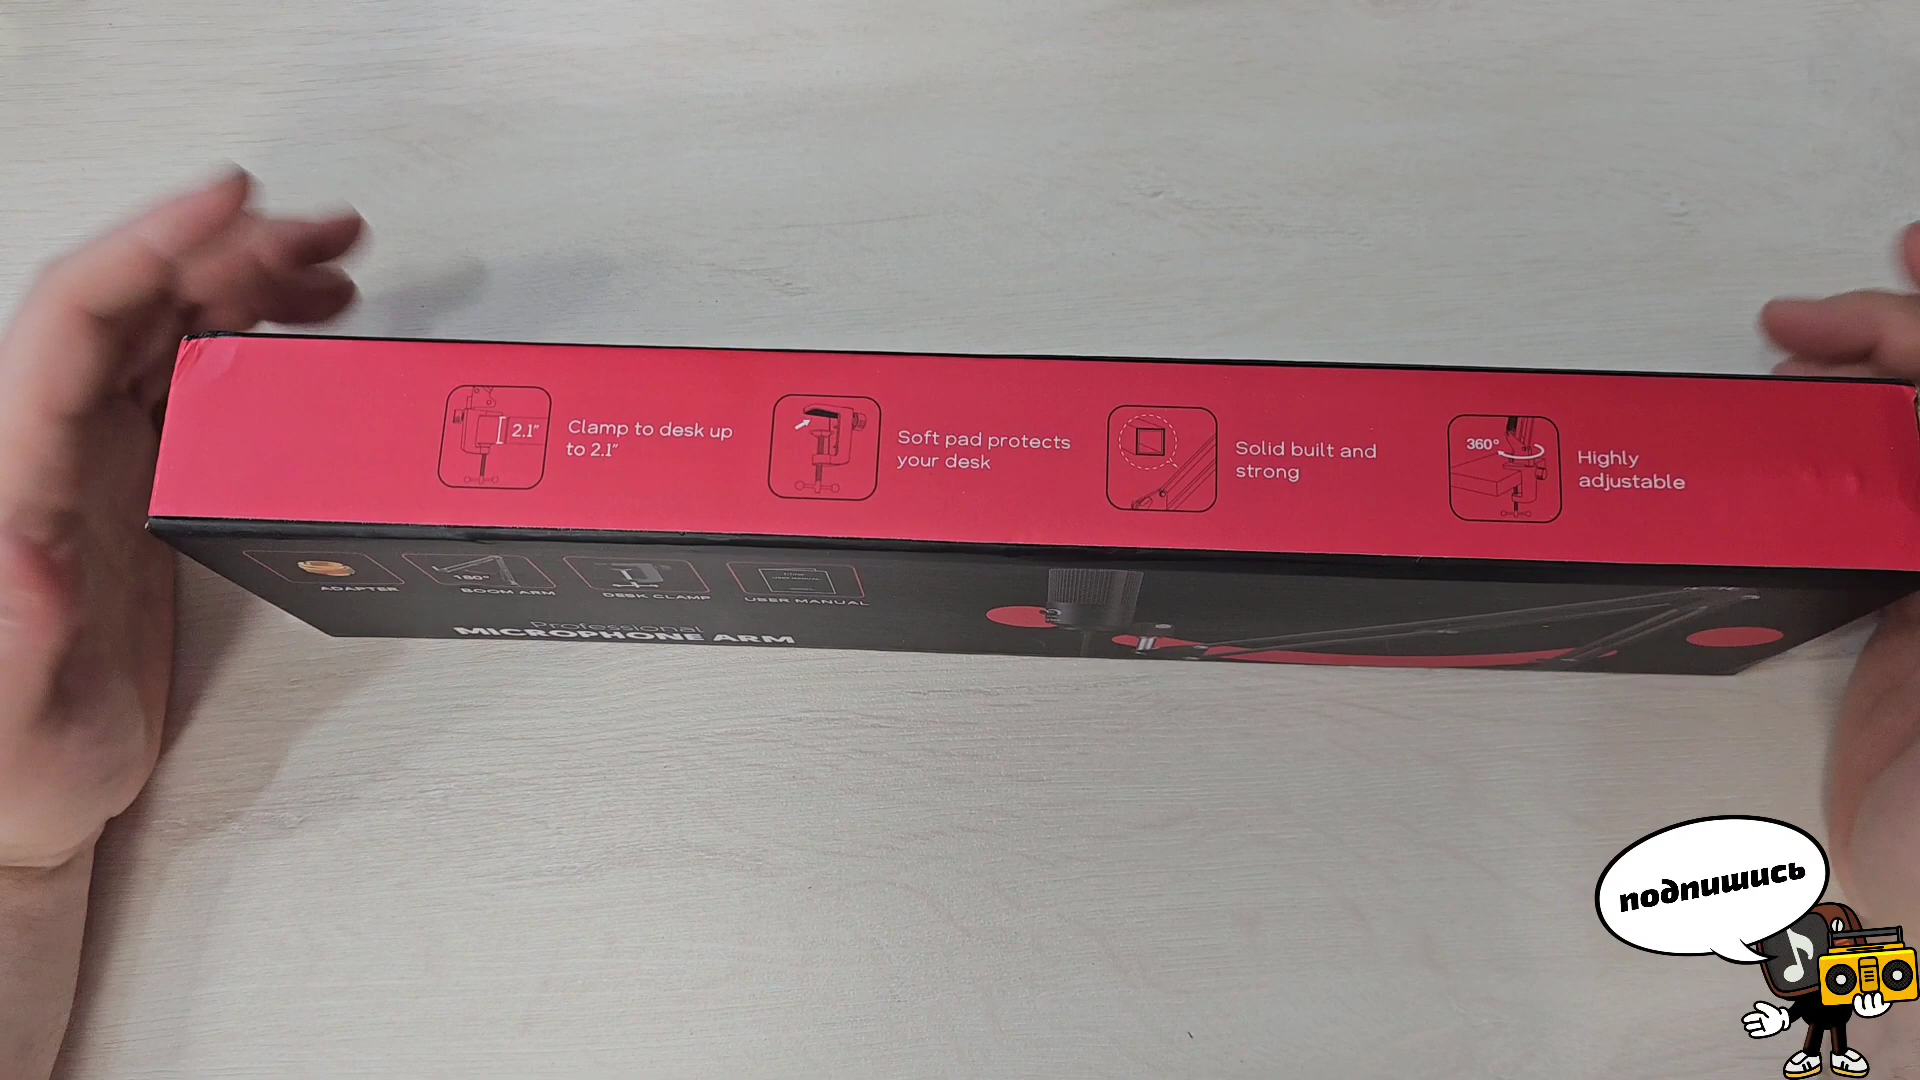 2.1"
Clamp to desk up
to 2.1"
Soft pad protects
your desk
Solid built and
strong
360°
Highly
adjustable
180°
ADAPTER
BOOM ARM
DESK CLAMP
USER MANUAL
Professional
MICROPHONE ARM
подпишись